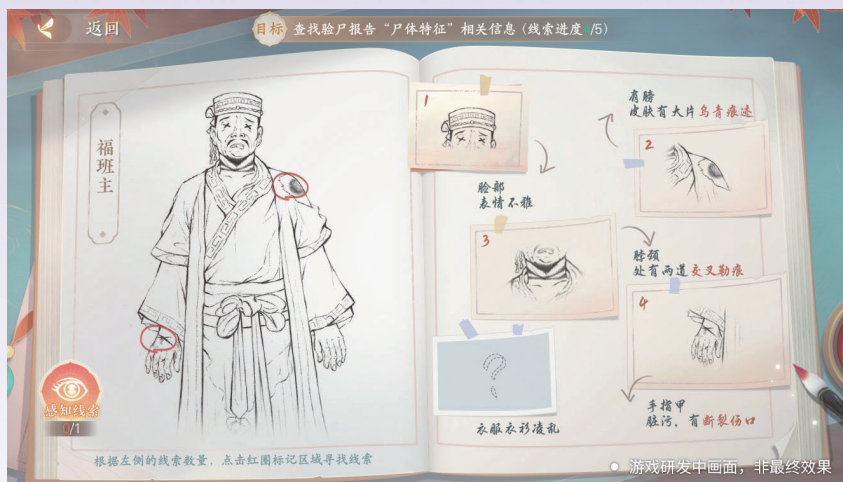 返回
目标 查找验尸报告“尸体特征”相关信息(线索进度 /5)
福班主
1
脸部
表情不雅
肩膀
皮肤有大片乌青痕迹
2
3
脖颈
处有两道交叉勒痕
4
手指甲
脏污,有断裂伤口
?
衣服衣衫凌乱
感知线索
0/1
根据左侧的线索数量,点击红圈标记区域寻找线索
游戏研发中画面,非最终效果